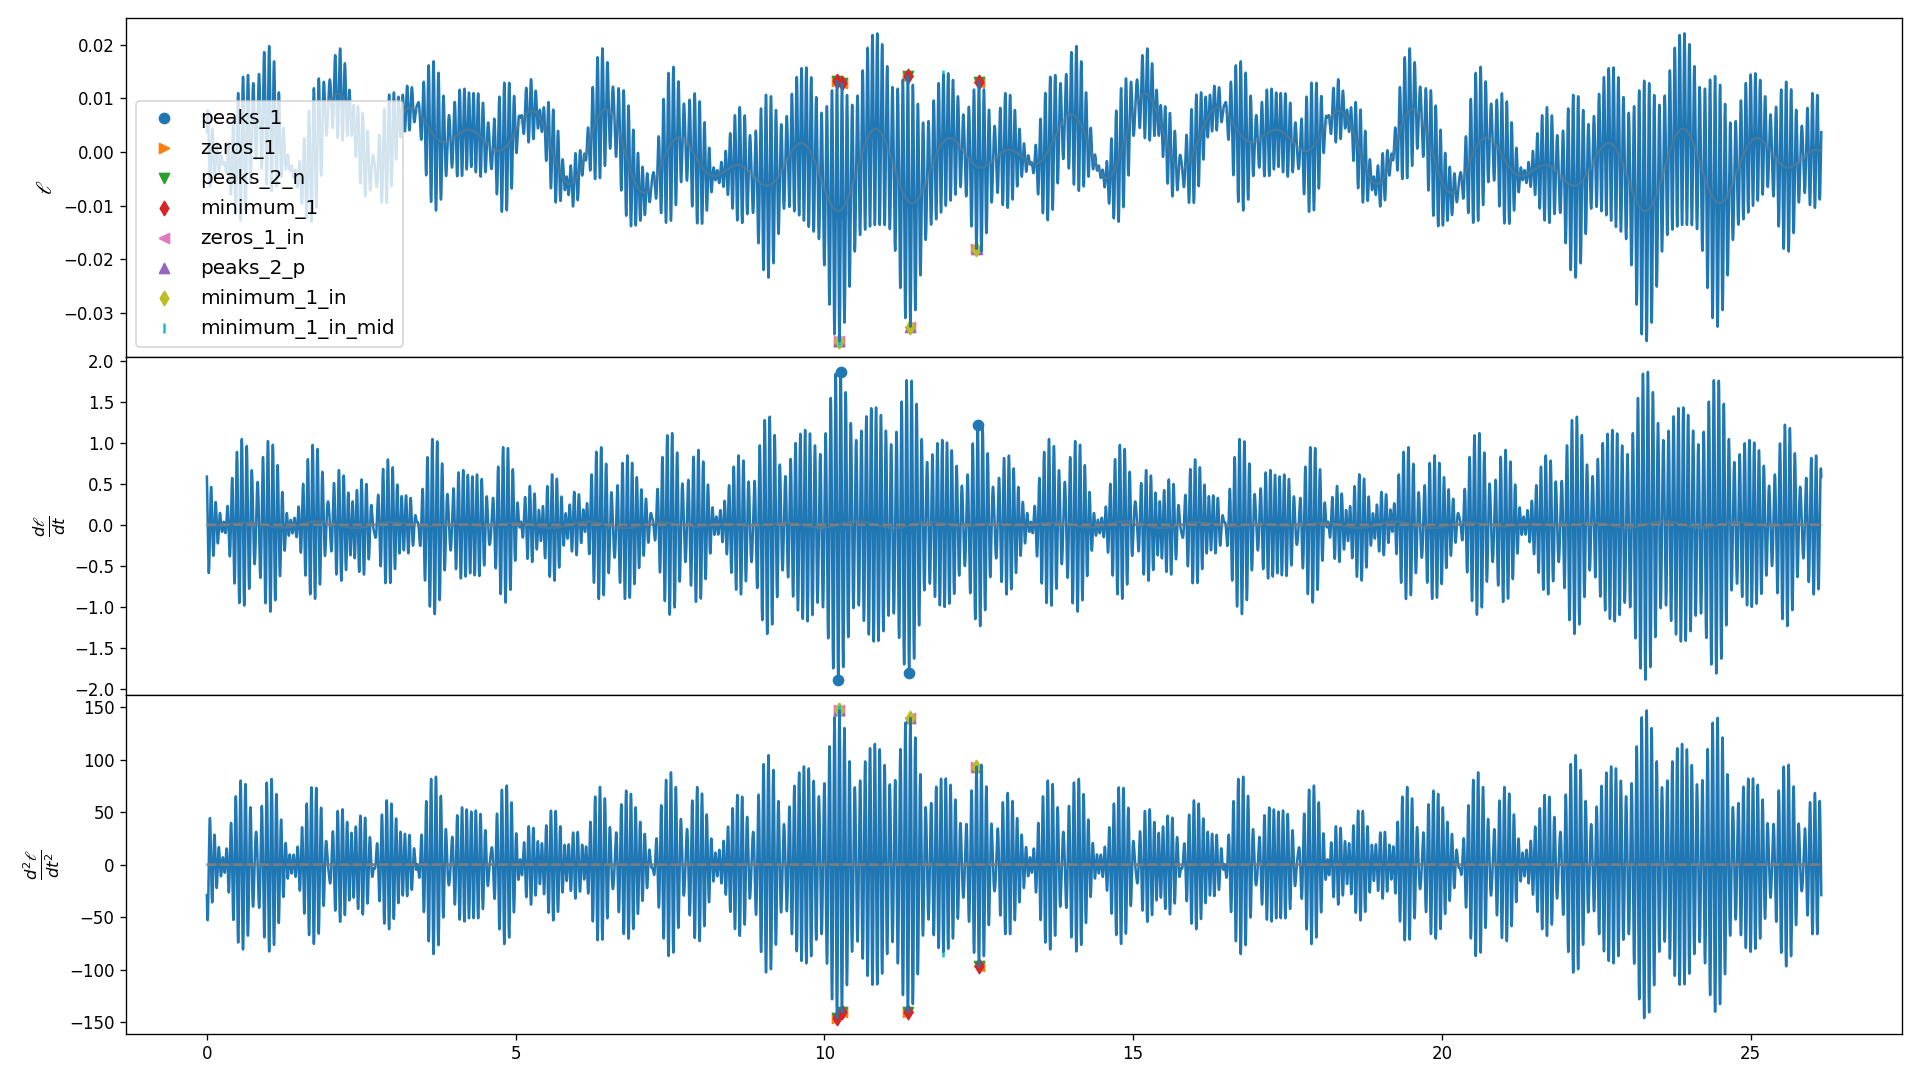 0.02
0.01
0.00
−0.01
−0.02
−0.03
ℓ
peaks_1
zeros_1
peaks_2_n
minimum_1
zeros_1_in
peaks_2_p
minimum_1_in
minimum_1_in_mid
2.0
1.5
1.0
0.5
0.0
−0.5
−1.0
−1.5
−2.0
dℓ
dt
150
100
50
0
−50
−100
−150
d²ℓ
dt²
0 5 10 15 20 25